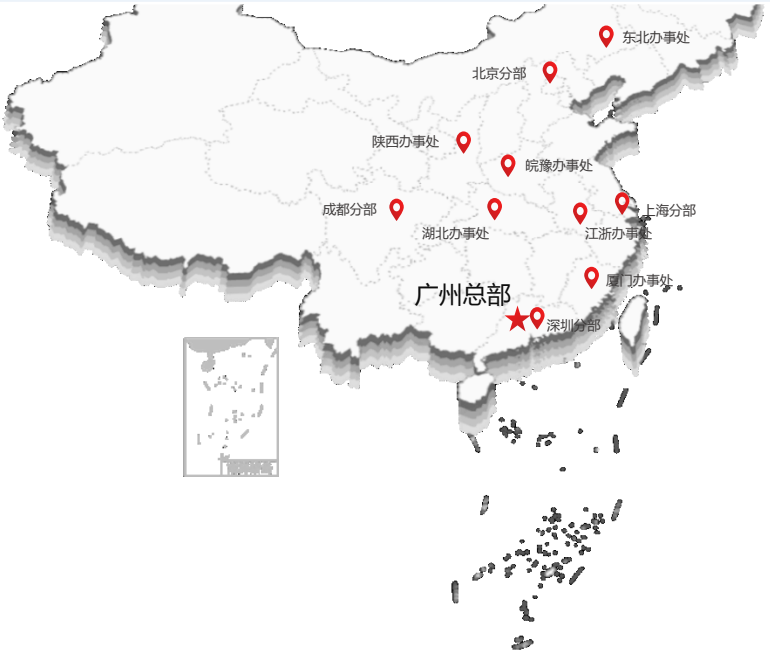 东北办事处
北京分部
陕西办事处
皖豫办事处
成都分部
上海分部
湖北办事处
江浙办事处
厦门办事处
广州总部
深圳分部